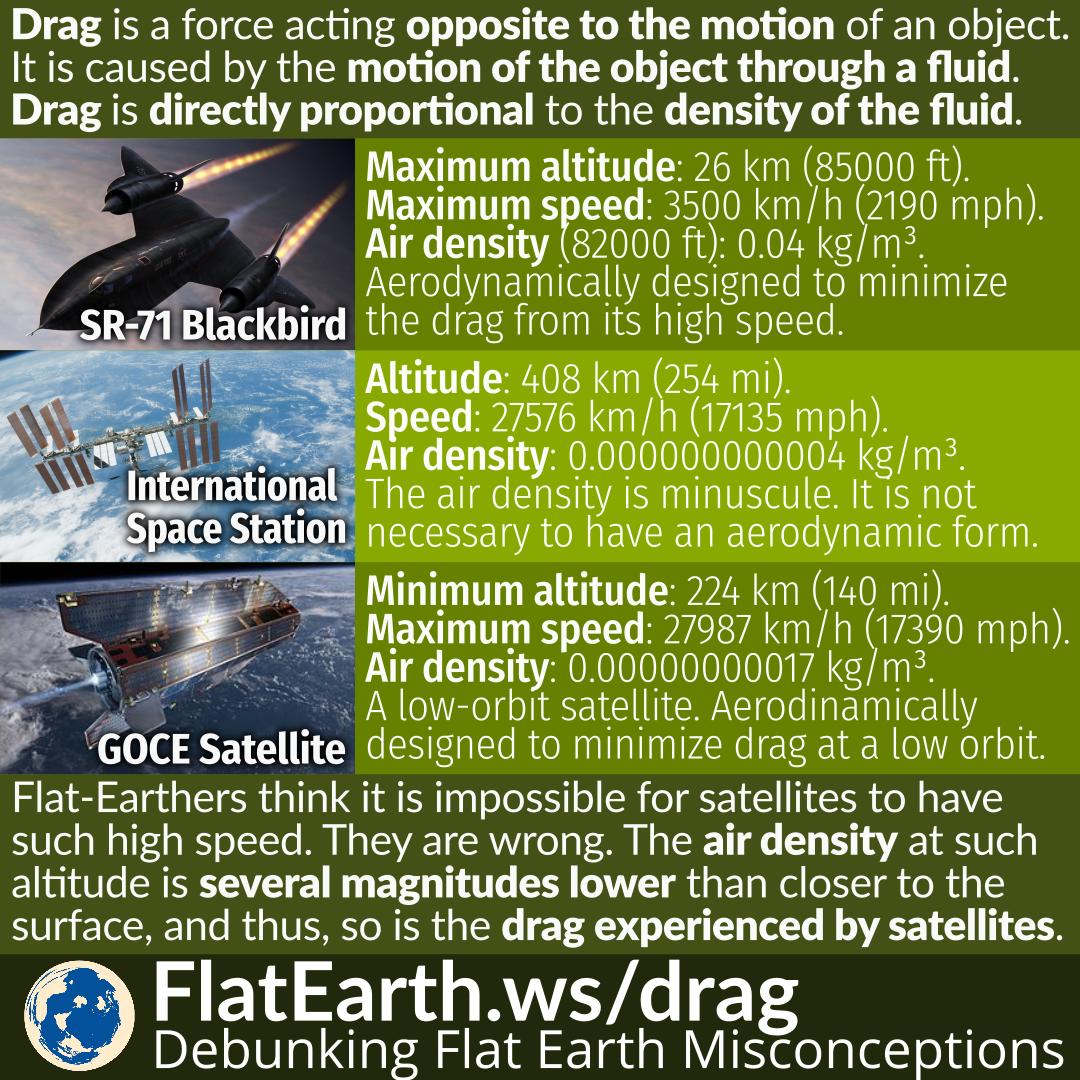 Drag is a force acting opposite to the motion of an object.
It is caused by the motion of the object through a fluid.
Drag is directly proportional to the density of the fluid.
SR-71 Blackbird
Maximum altitude: 26 km (85000 ft).
Maximum speed: 3500 km/h (2190 mph).
Air density (82000 ft): 0.04 kg/m³.
Aerodynamically designed to minimize
the drag from its high speed.
International
Space Station
Altitude: 408 km (254 mi).
Speed: 27576 km/h (17135 mph).
Air density: 0.000000000004 kg/m³.
The air density is minuscule. It is not
necessary to have an aerodynamic form.
GOCE Satellite
Minimum altitude: 224 km (140 mi).
Maximum speed: 27987 km/h (17390 mph).
Air density: 0.00000000017 kg/m³.
A low-orbit satellite. Aerodinamically
designed to minimize drag at a low orbit.
Flat-Earthers think it is impossible for satellites to have
such high speed. They are wrong. The air density at such
altitude is several magnitudes lower than closer to the
surface, and thus, so is the drag experienced by satellites.
FlatEarth.ws/drag
Debunking Flat Earth Misconceptions